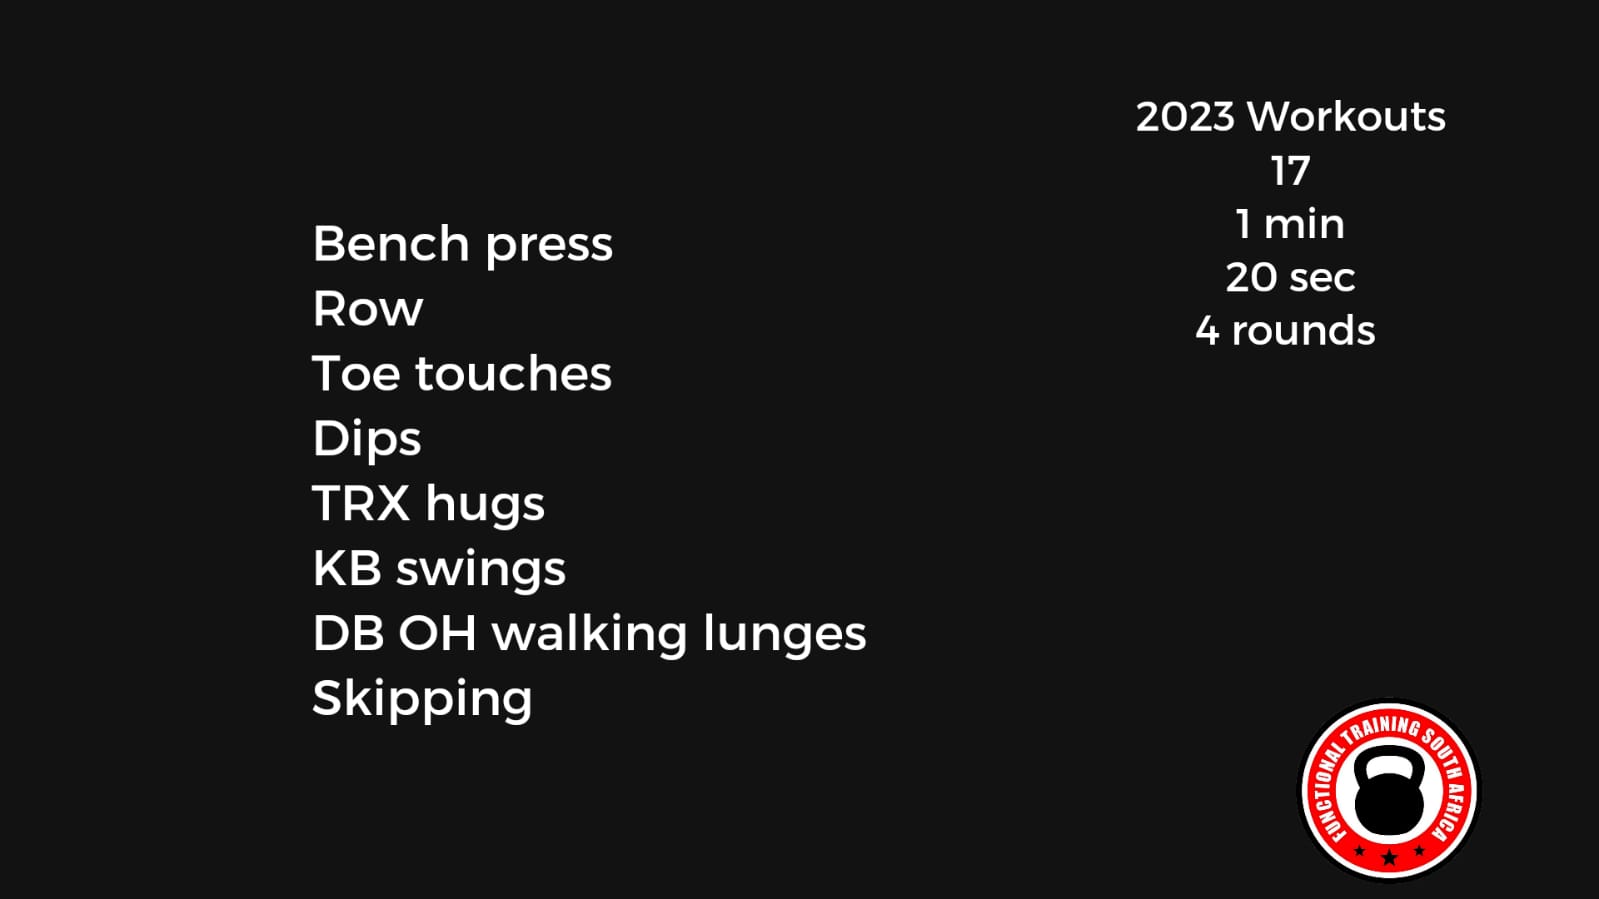 2023 Workouts
17
1 min
20 sec
4 rounds
Bench press
Row
Toe touches
Dips
TRX hugs
KB swings
DB OH walking lunges
Skipping
FUNCTIONAL TRAINING SOUTH AFRICA